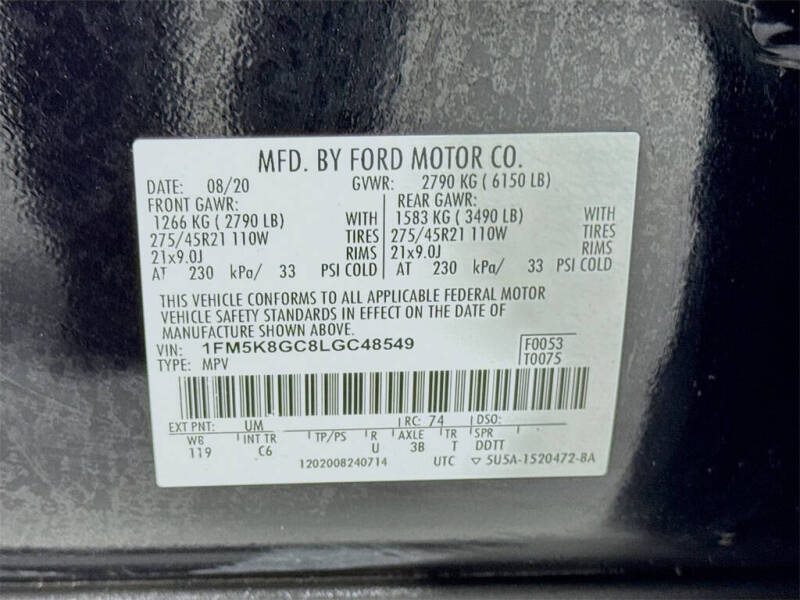 MFD. BY FORD MOTOR CO.
DATE: 08/20 GVWR: 2790 KG ( 6150 LB)
FRONT GAWR: REAR GAWR:
1266 KG ( 2790 LB) WITH 1583 KG ( 3490 LB) WITH
275/45R21 110W TIRES 275/45R21 110W TIRES
21x9.0J RIMS 21x9.0J RIMS
AT 230 kPa/ 33 PSI COLD AT 230 kPa/ 33 PSI COLD
THIS VEHICLE CONFORMS TO ALL APPLICABLE FEDERAL MOTOR
VEHICLE SAFETY STANDARDS IN EFFECT ON THE DATE OF
MANUFACTURE SHOWN ABOVE.
VIN: 1FM5K8GC8LGC48549 F0053
TYPE: MPV T0075
EXT PNT: UM RC: 74 DSO:
WB INT TR TP/PS R AXLE TR SPR
119 C6 U 3B T DDTT
1202008240714 UTC ▽ 5U5A-1520472-BA